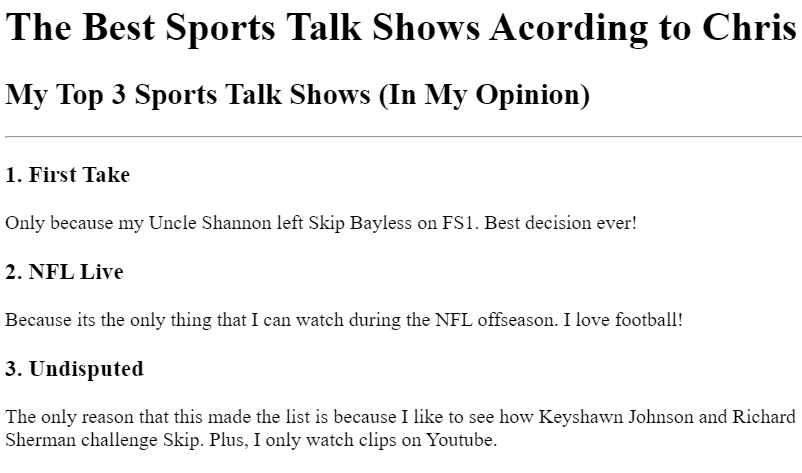 The Best Sports Talk Shows Acording to Chris
My Top 3 Sports Talk Shows (In My Opinion)
1. First Take
Only because my Uncle Shannon left Skip Bayless on FS1. Best decision ever!
2. NFL Live
Because its the only thing that I can watch during the NFL offseason. I love football!
3. Undisputed
The only reason that this made the list is because I like to see how Keyshawn Johnson and Richard
Sherman challenge Skip. Plus, I only watch clips on Youtube.